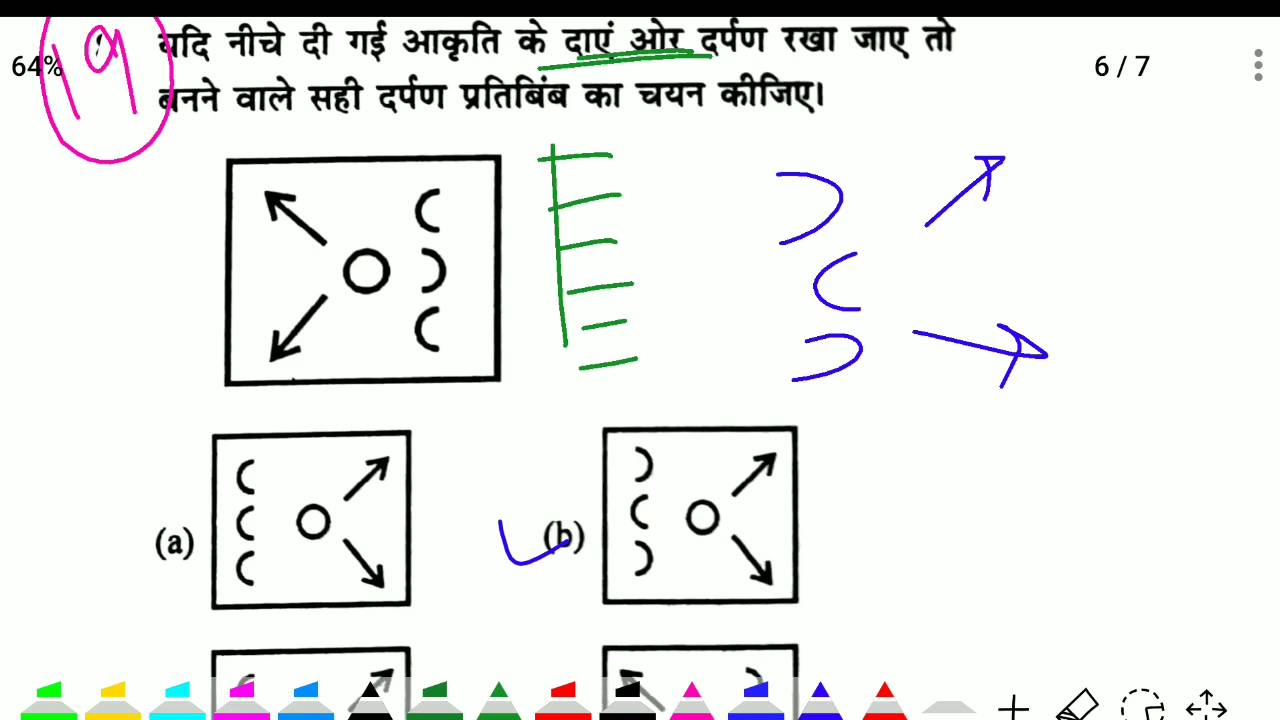 यदि नीचे दी गई आकृति के दाएं ओर दर्पण रखा जाए तो
64%
19
6 / 7
बनने वाले सही दर्पण प्रतिबिंब का चयन कीजिए।
(a)
(b)